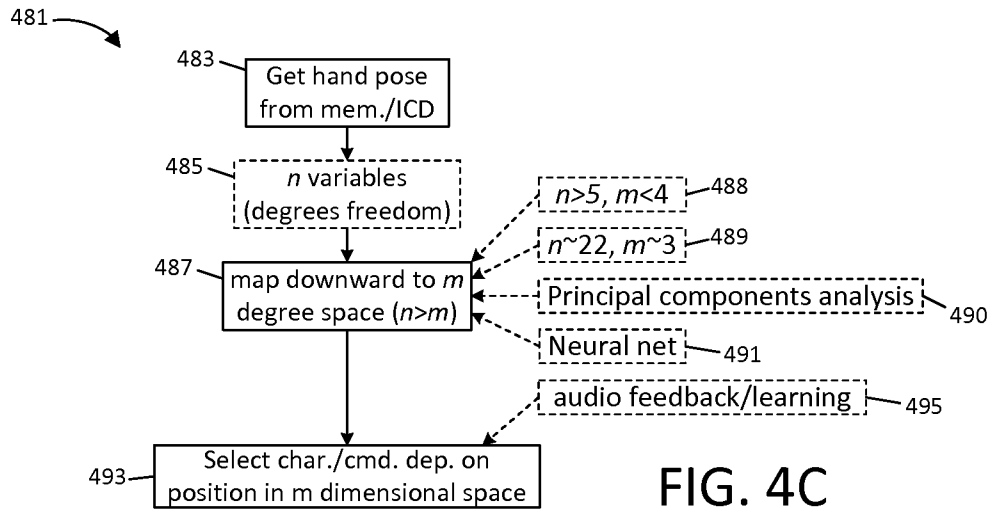 481
483
Get hand pose
from mem./ICD
485
n variables
(degrees freedom)
n>5, m<4
488
n~22, m~3
489
487
map downward to m
degree space (n>m)
Principal components analysis
490
Neural net
491
audio feedback/learning
495
493
Select char./cmd. dep. on
position in m dimensional space
FIG. 4C